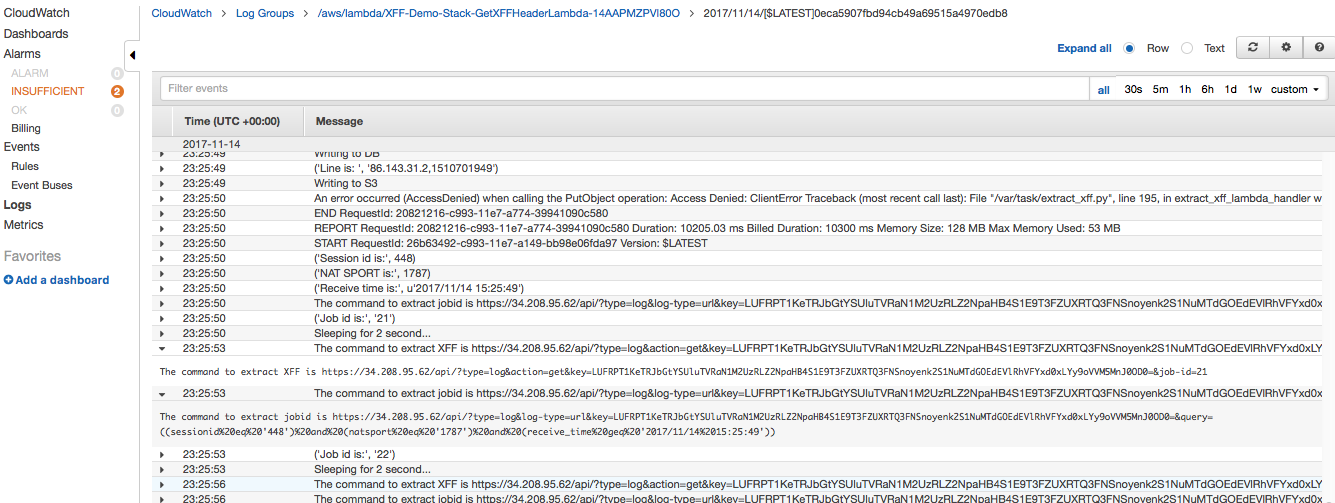 CloudWatch
Dashboards
Alarms
ALARM 0
INSUFFICIENT 2
OK 0
Billing
Events
Rules
Event Buses
Logs
Metrics
Favorites
Add a dashboard
CloudWatch > Log Groups > /aws/lambda/XFF-Demo-Stack-GetXFFHeaderLambda-14AAPMZPVI80O > 2017/11/14/[$LATEST]0eca5907fbd94cb49a69515a4970edb8
Expand all Row Text
Filter events all 30s 5m 1h 6h 1d 1w custom
Time (UTC +00:00) Message
2017-11-14
23:25:49 Writing to DB
23:25:49 ('Line is: ', '86.143.31.2,1510701949')
23:25:49 Writing to S3
23:25:50 An error occurred (AccessDenied) when calling the PutObject operation: Access Denied: ClientError Traceback (most recent call last): File "/var/task/extract_xff.py", line 195, in extract_xff_lambda_handler w
23:25:50 END RequestId: 20821216-c993-11e7-a774-39941090c580
23:25:50 REPORT RequestId: 20821216-c993-11e7-a774-39941090c580 Duration: 10205.03 ms Billed Duration: 10300 ms Memory Size: 128 MB Max Memory Used: 53 MB
23:25:50 START RequestId: 26b63492-c993-11e7-a149-bb98e06fda97 Version: $LATEST
23:25:50 ('Session id is:', 448)
23:25:50 ('NAT SPORT is:', 1787)
23:25:50 ('Receive time is:', u'2017/11/14 15:25:49')
23:25:50 The command to extract jobid is https://34.208.95.62/api/?type=log&log-type=url&key=LUFRPT1KeTRJbGtYSUluTVRaN1M2UzRLZ2NpaHB4S1E9T3FZUXRTQ3FNSnoyenk2S1NuMTdGOEdEVlRhVFYxd0x
23:25:50 ('Job id is:', '21')
23:25:50 Sleeping for 2 second...
23:25:53 The command to extract XFF is https://34.208.95.62/api/?type=log&action=get&key=LUFRPT1KeTRJbGtYSUluTVRaN1M2UzRLZ2NpaHB4S1E9T3FZUXRTQ3FNSnoyenk2S1NuMTdGOEdEVlRhVFYxd0xLY
The command to extract XFF is https://34.208.95.62/api/?type=log&action=get&key=LUFRPT1KeTRJbGtYSUluTVRaN1M2UzRLZ2NpaHB4S1E9T3FZUXRTQ3FNSnoyenk2S1NuMTdGOEdEVlRhVFYxd0xLYy9oVVM5MnJ0OD0=&job-id=21
23:25:53 The command to extract jobid is https://34.208.95.62/api/?type=log&log-type=url&key=LUFRPT1KeTRJbGtYSUluTVRaN1M2UzRLZ2NpaHB4S1E9T3FZUXRTQ3FNSnoyenk2S1NuMTdGOEdEVlRhVFYxd0x
The command to extract jobid is https://34.208.95.62/api/?type=log&log-type=url&key=LUFRPT1KeTRJbGtYSUluTVRaN1M2UzRLZ2NpaHB4S1E9T3FZUXRTQ3FNSnoyenk2S1NuMTdGOEdEVlRhVFYxd0xLYy9oVVM5MnJ0OD0=&query=
((sessionid%20eq%20'448')%20and%20(natsport%20eq%20'1787')%20and%20(receive_time%20geq%20'2017/11/14%2015:25:49'))
23:25:53 ('Job id is:', '22')
23:25:53 Sleeping for 2 second...
23:25:56 The command to extract XFF is https://34.208.95.62/api/?type=log&action=get&key=LUFRPT1KeTRJbGtYSUluTVRaN1M2UzRLZ2NpaHB4S1E9T3FZUXRTQ3FNSnoyenk2S1NuMTdGOEdEVlRhVFYxd0xLY
23:25:56 The command to extract jobid is https://34.208.95.62/api/?type=log&log-type=url&key=LUFRPT1KeTRJbGtYSUluTVRaN1M2UzRLZ2NpaHB4S1E9T3FZUXRTQ3FNSnoyenk2S1NuMTdGOEdEVlRhVFYxd0x